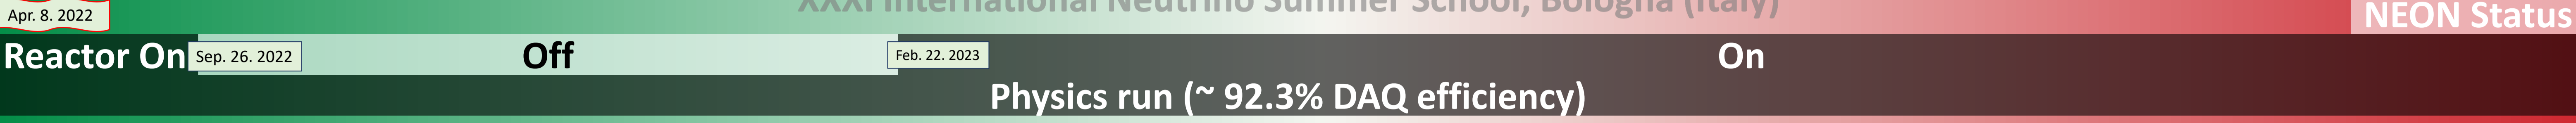 Apr. 8. 2022
XXXI International Neutrino Summer School, Bologna (Italy)
NEON Status
Reactor On Sep. 26. 2022 Off Feb. 22. 2023 On
Physics run (~ 92.3% DAQ efficiency)